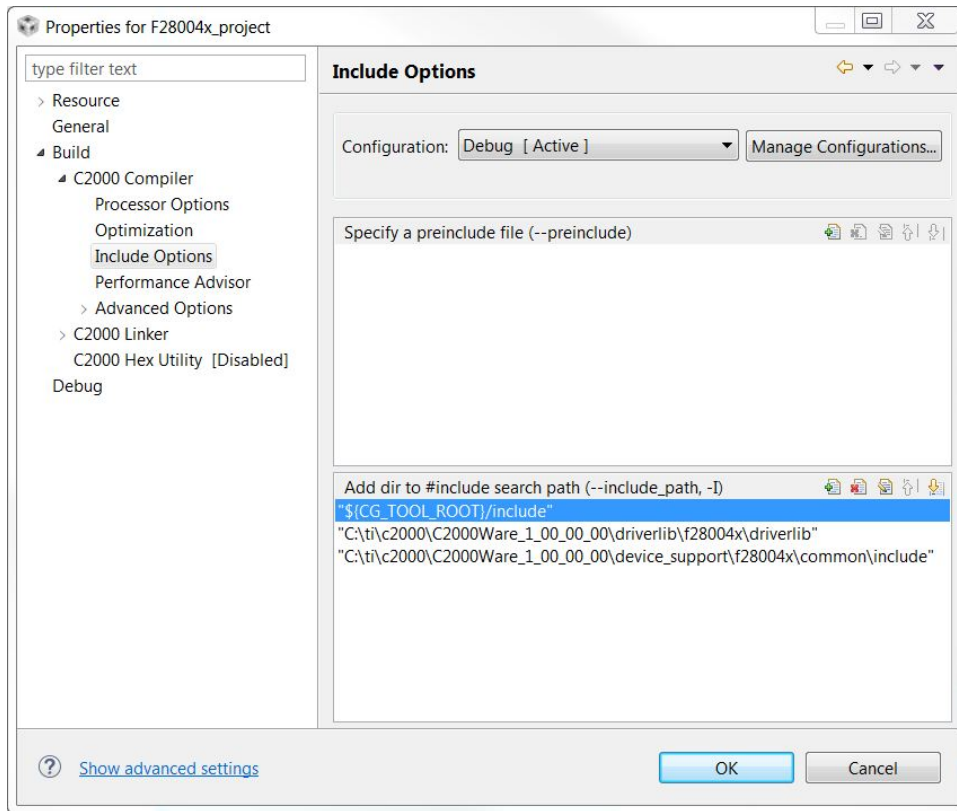 Properties for F28004x_project
type filter text
Resource
General
Build
C2000 Compiler
Processor Options
Optimization
Include Options
Performance Advisor
Advanced Options
C2000 Linker
C2000 Hex Utility [Disabled]
Debug
Include Options
Configuration: Debug [ Active ] Manage Configurations...
Specify a preinclude file (--preinclude)
Add dir to #include search path (--include_path, -I)
"${CG_TOOL_ROOT}/include"
"C:\ti\c2000\C2000Ware_1_00_00_00\driverlib\f28004x\driverlib"
"C:\ti\c2000\C2000Ware_1_00_00_00\device_support\f28004x\common\include"
? Show advanced settings
OK Cancel